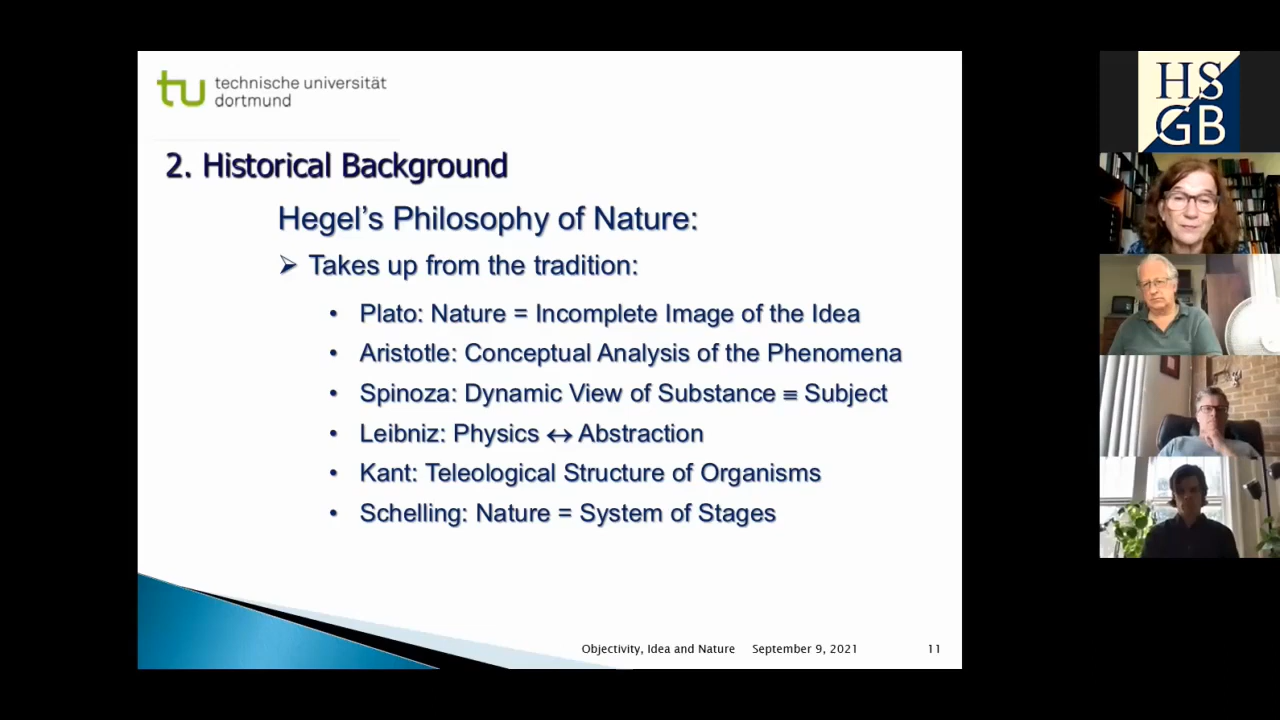 tu technische universität
dortmund
2. Historical Background
Hegel's Philosophy of Nature:
➢ Takes up from the tradition:
• Plato: Nature = Incomplete Image of the Idea
• Aristotle: Conceptual Analysis of the Phenomena
• Spinoza: Dynamic View of Substance ≡ Subject
• Leibniz: Physics ↔ Abstraction
• Kant: Teleological Structure of Organisms
• Schelling: Nature = System of Stages
Objectivity, Idea and Nature September 9, 2021 11
HS
GB